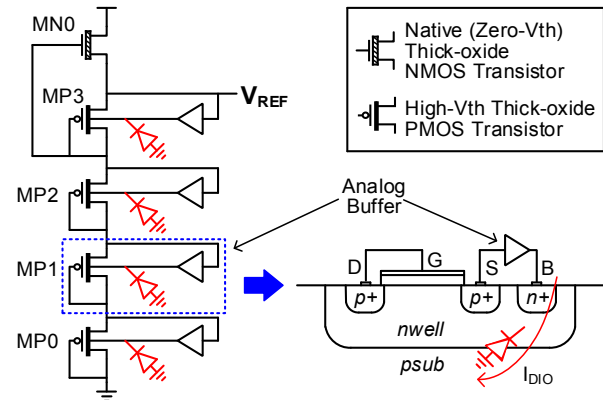 MN0
Native (Zero-Vth)
Thick-oxide
NMOS Transistor
MP3
VREF
High-Vth Thick-oxide
PMOS Transistor
MP2
Analog
Buffer
MP1
D
G
S
B
p+
p+
n+
nwell
MP0
psub
IDIO